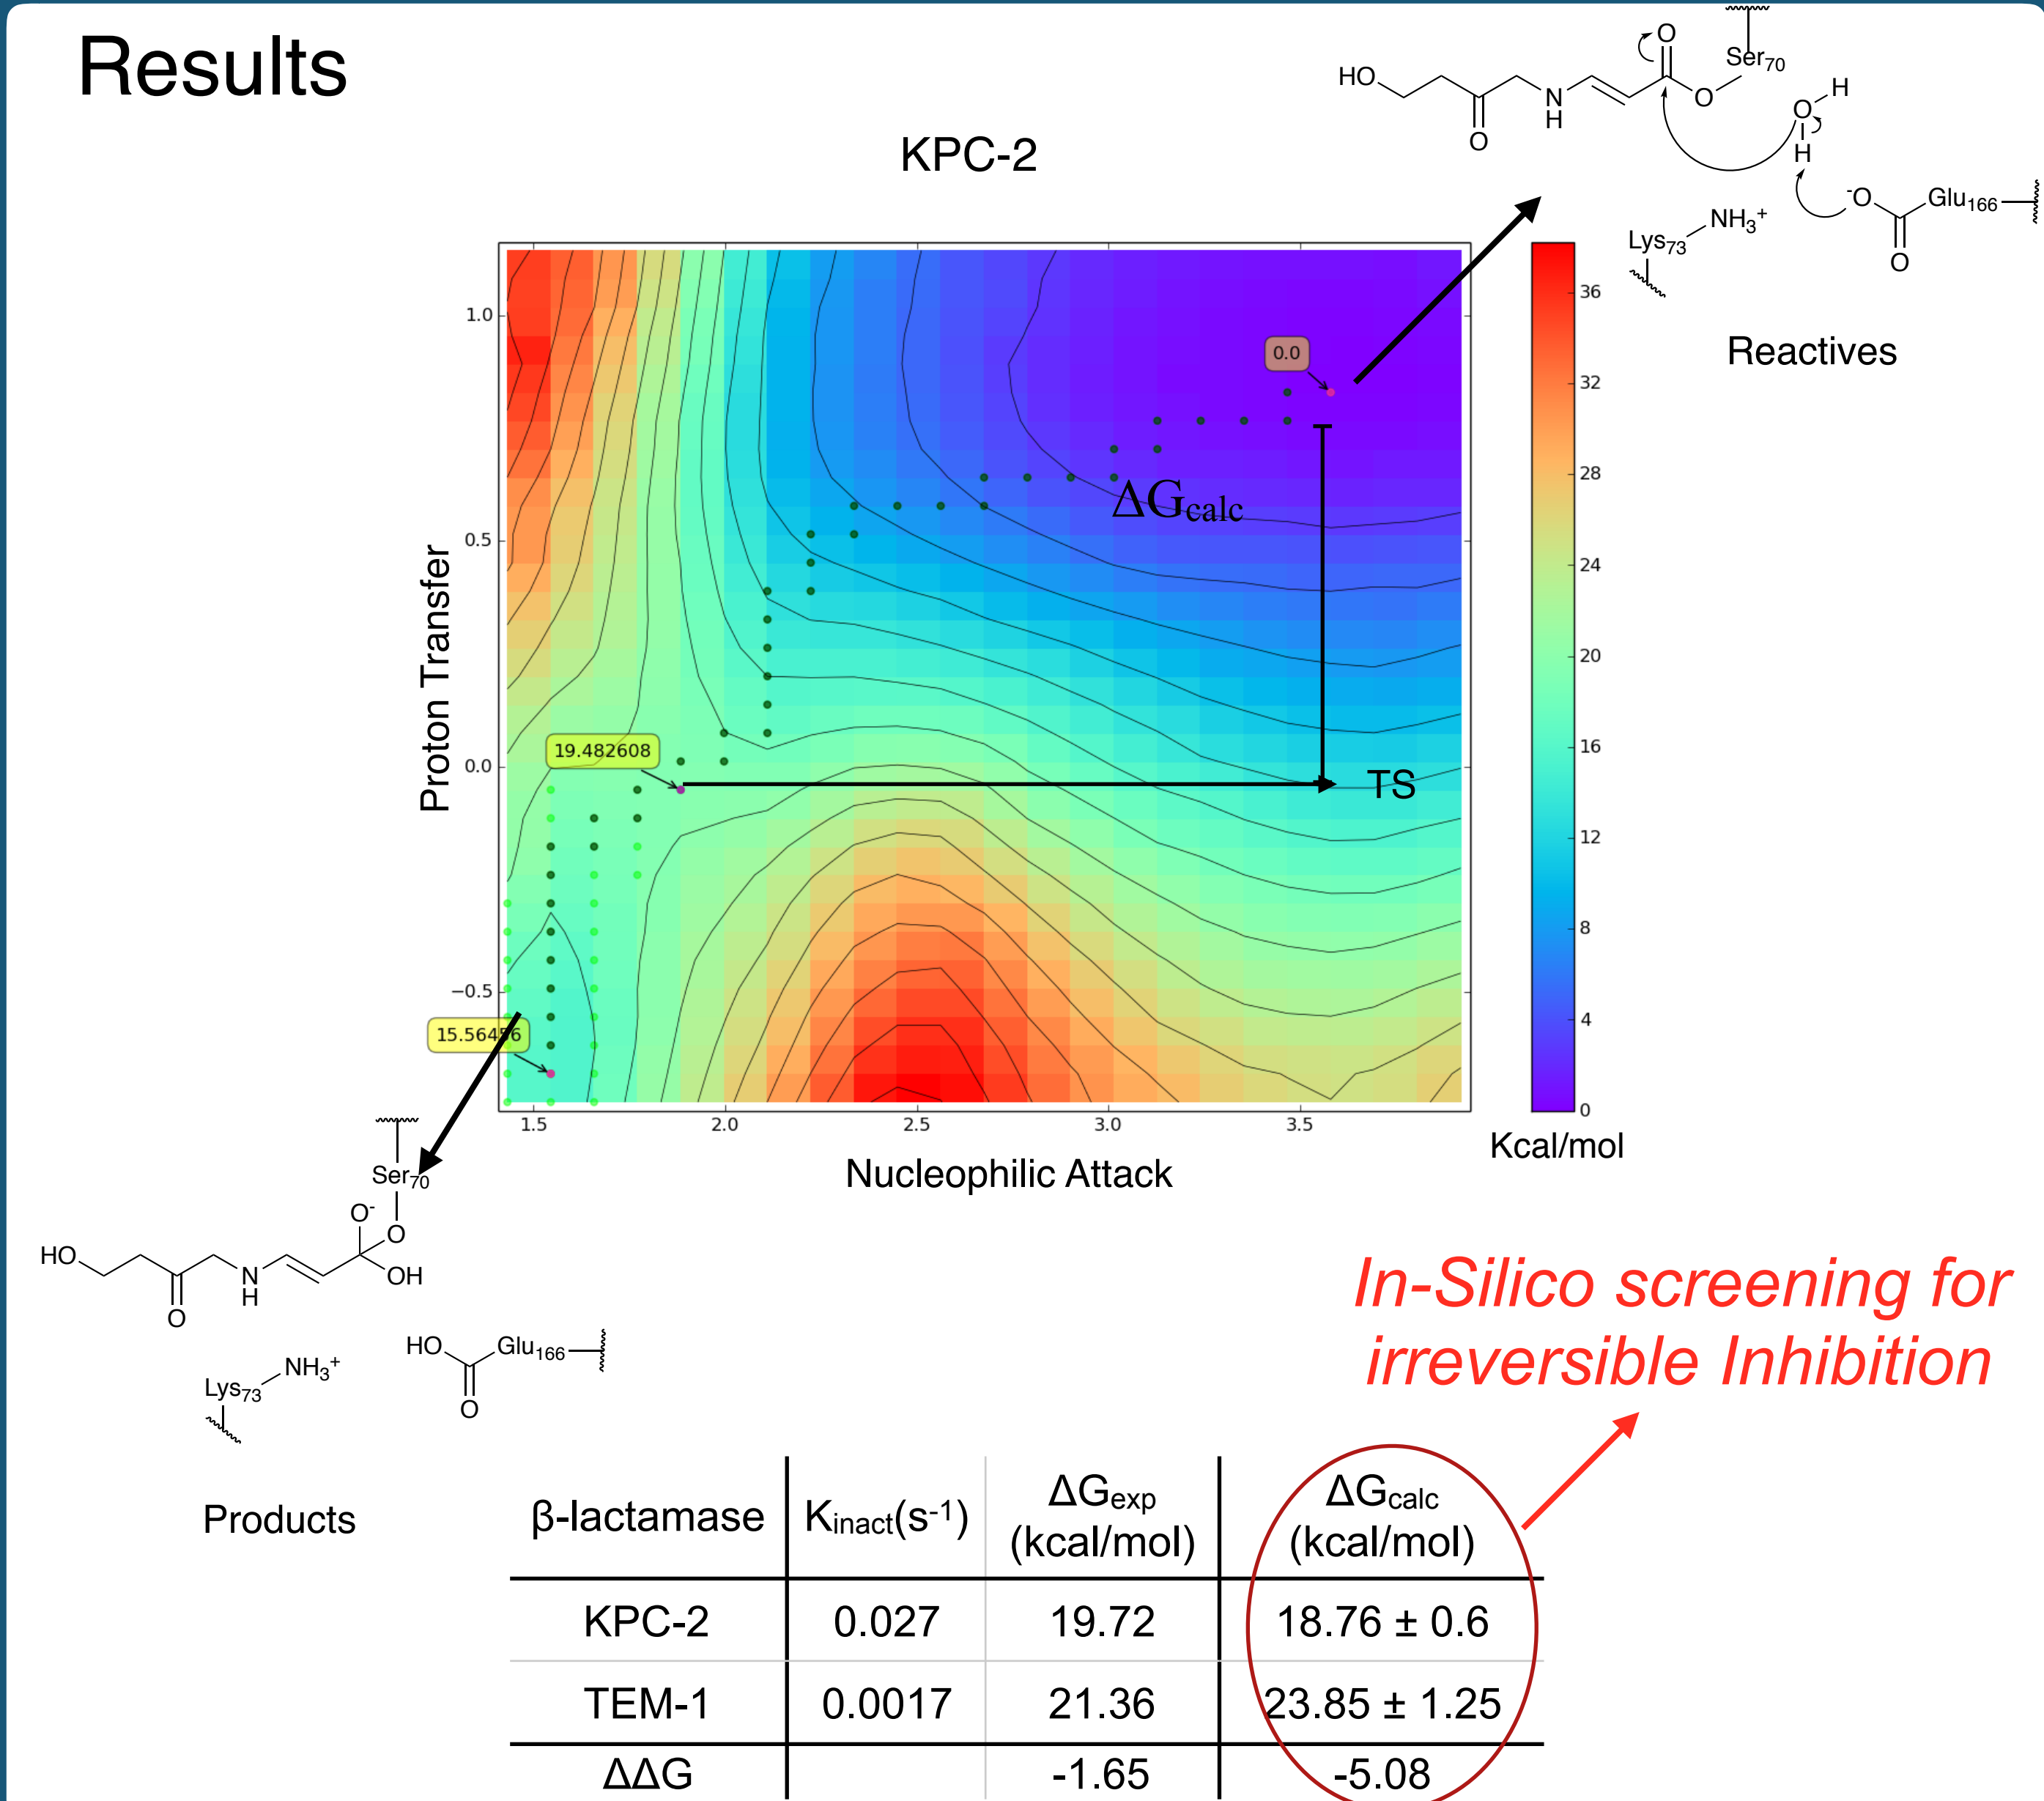 Results
KPC-2
O
Ser70
HO
N
H
O
O
O
H
H
-O
Glu166
O
Lys73
NH3+
Reactives
1.0
0.5
0.0
−0.5
Proton Transfer
0.0
ΔGcalc
19.482608
TS
15.56456
1.5
2.0
2.5
3.0
3.5
Nucleophilic Attack
36
32
28
24
20
16
12
8
4
0
Kcal/mol
Ser70
O-
O
HO
N
H
OH
O
HO
Glu166
O
Lys73
NH3+
Products
In-Silico screening for
irreversible Inhibition
β-lactamase Kinact(s-1) ΔGexp (kcal/mol) ΔGcalc (kcal/mol)
KPC-2 0.027 19.72 18.76 ± 0.6
TEM-1 0.0017 21.36 23.85 ± 1.25
ΔΔG -1.65 -5.08